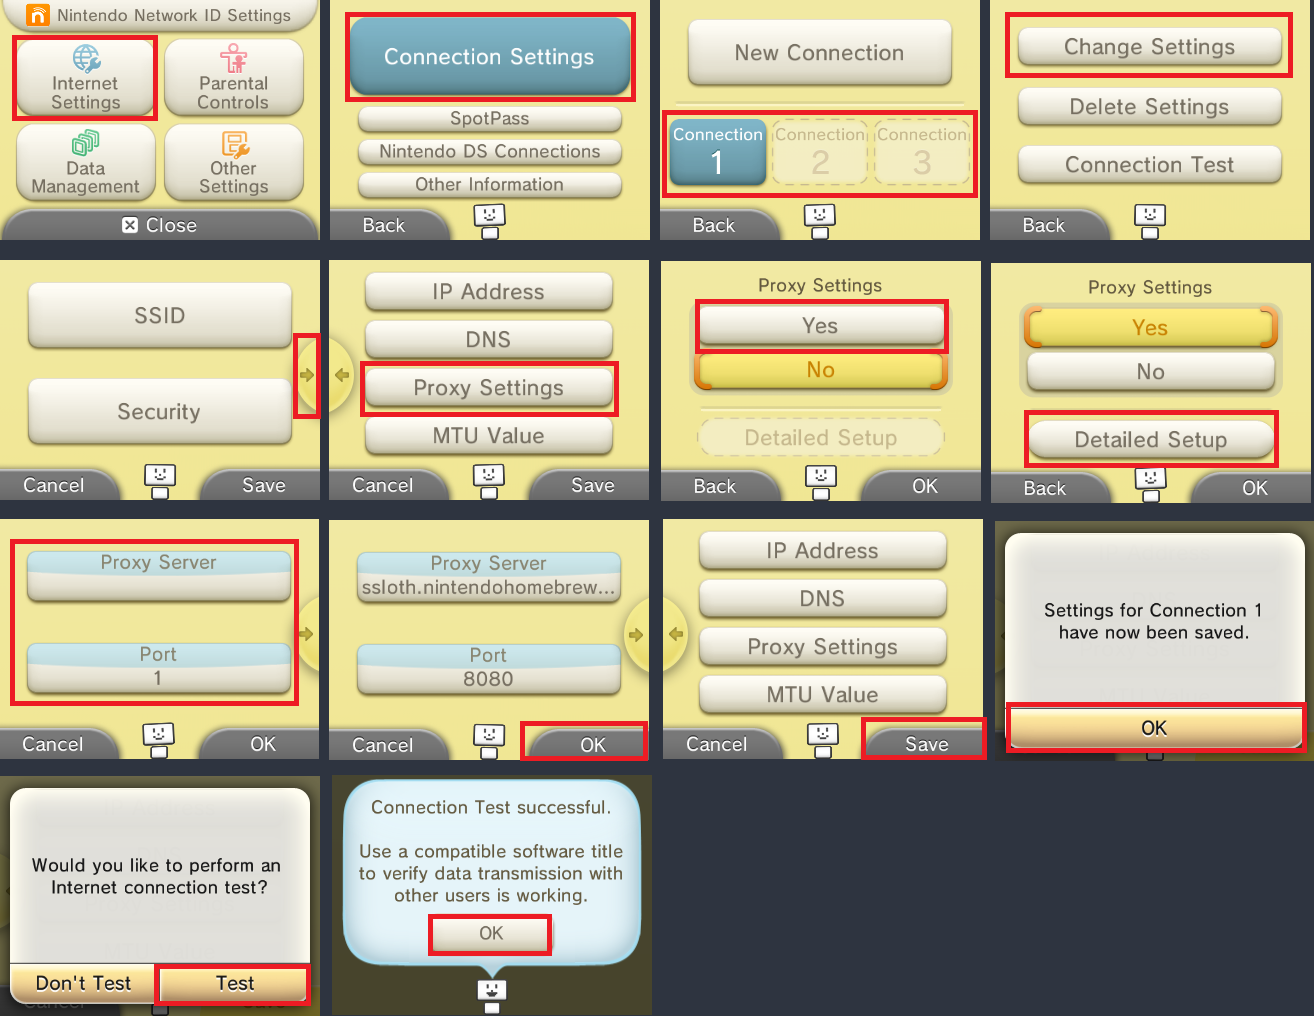 Nintendo Network ID Settings
Internet
Settings
Parental
Controls
Data
Management
Other
Settings
Close
Connection Settings
SpotPass
Nintendo DS Connections
Other Information
Back
New Connection
Connection
1
Connection
2
Connection
3
Back
Change Settings
Delete Settings
Connection Test
Back
SSID
Security
Cancel
Save
IP Address
DNS
Proxy Settings
MTU Value
Cancel
Save
Proxy Settings
Yes
No
Detailed Setup
Back
OK
Proxy Settings
Yes
No
Detailed Setup
Back
OK
Proxy Server
Port
1
Cancel
OK
Proxy Server
ssloth.nintendohomebrew...
Port
8080
Cancel
OK
IP Address
DNS
Proxy Settings
MTU Value
Cancel
Save
Settings for Connection 1
have now been saved.
OK
Would you like to perform an
Internet connection test?
Don't Test
Test
Cancel
Connection Test successful.
Use a compatible software title
to verify data transmission with
other users is working.
OK